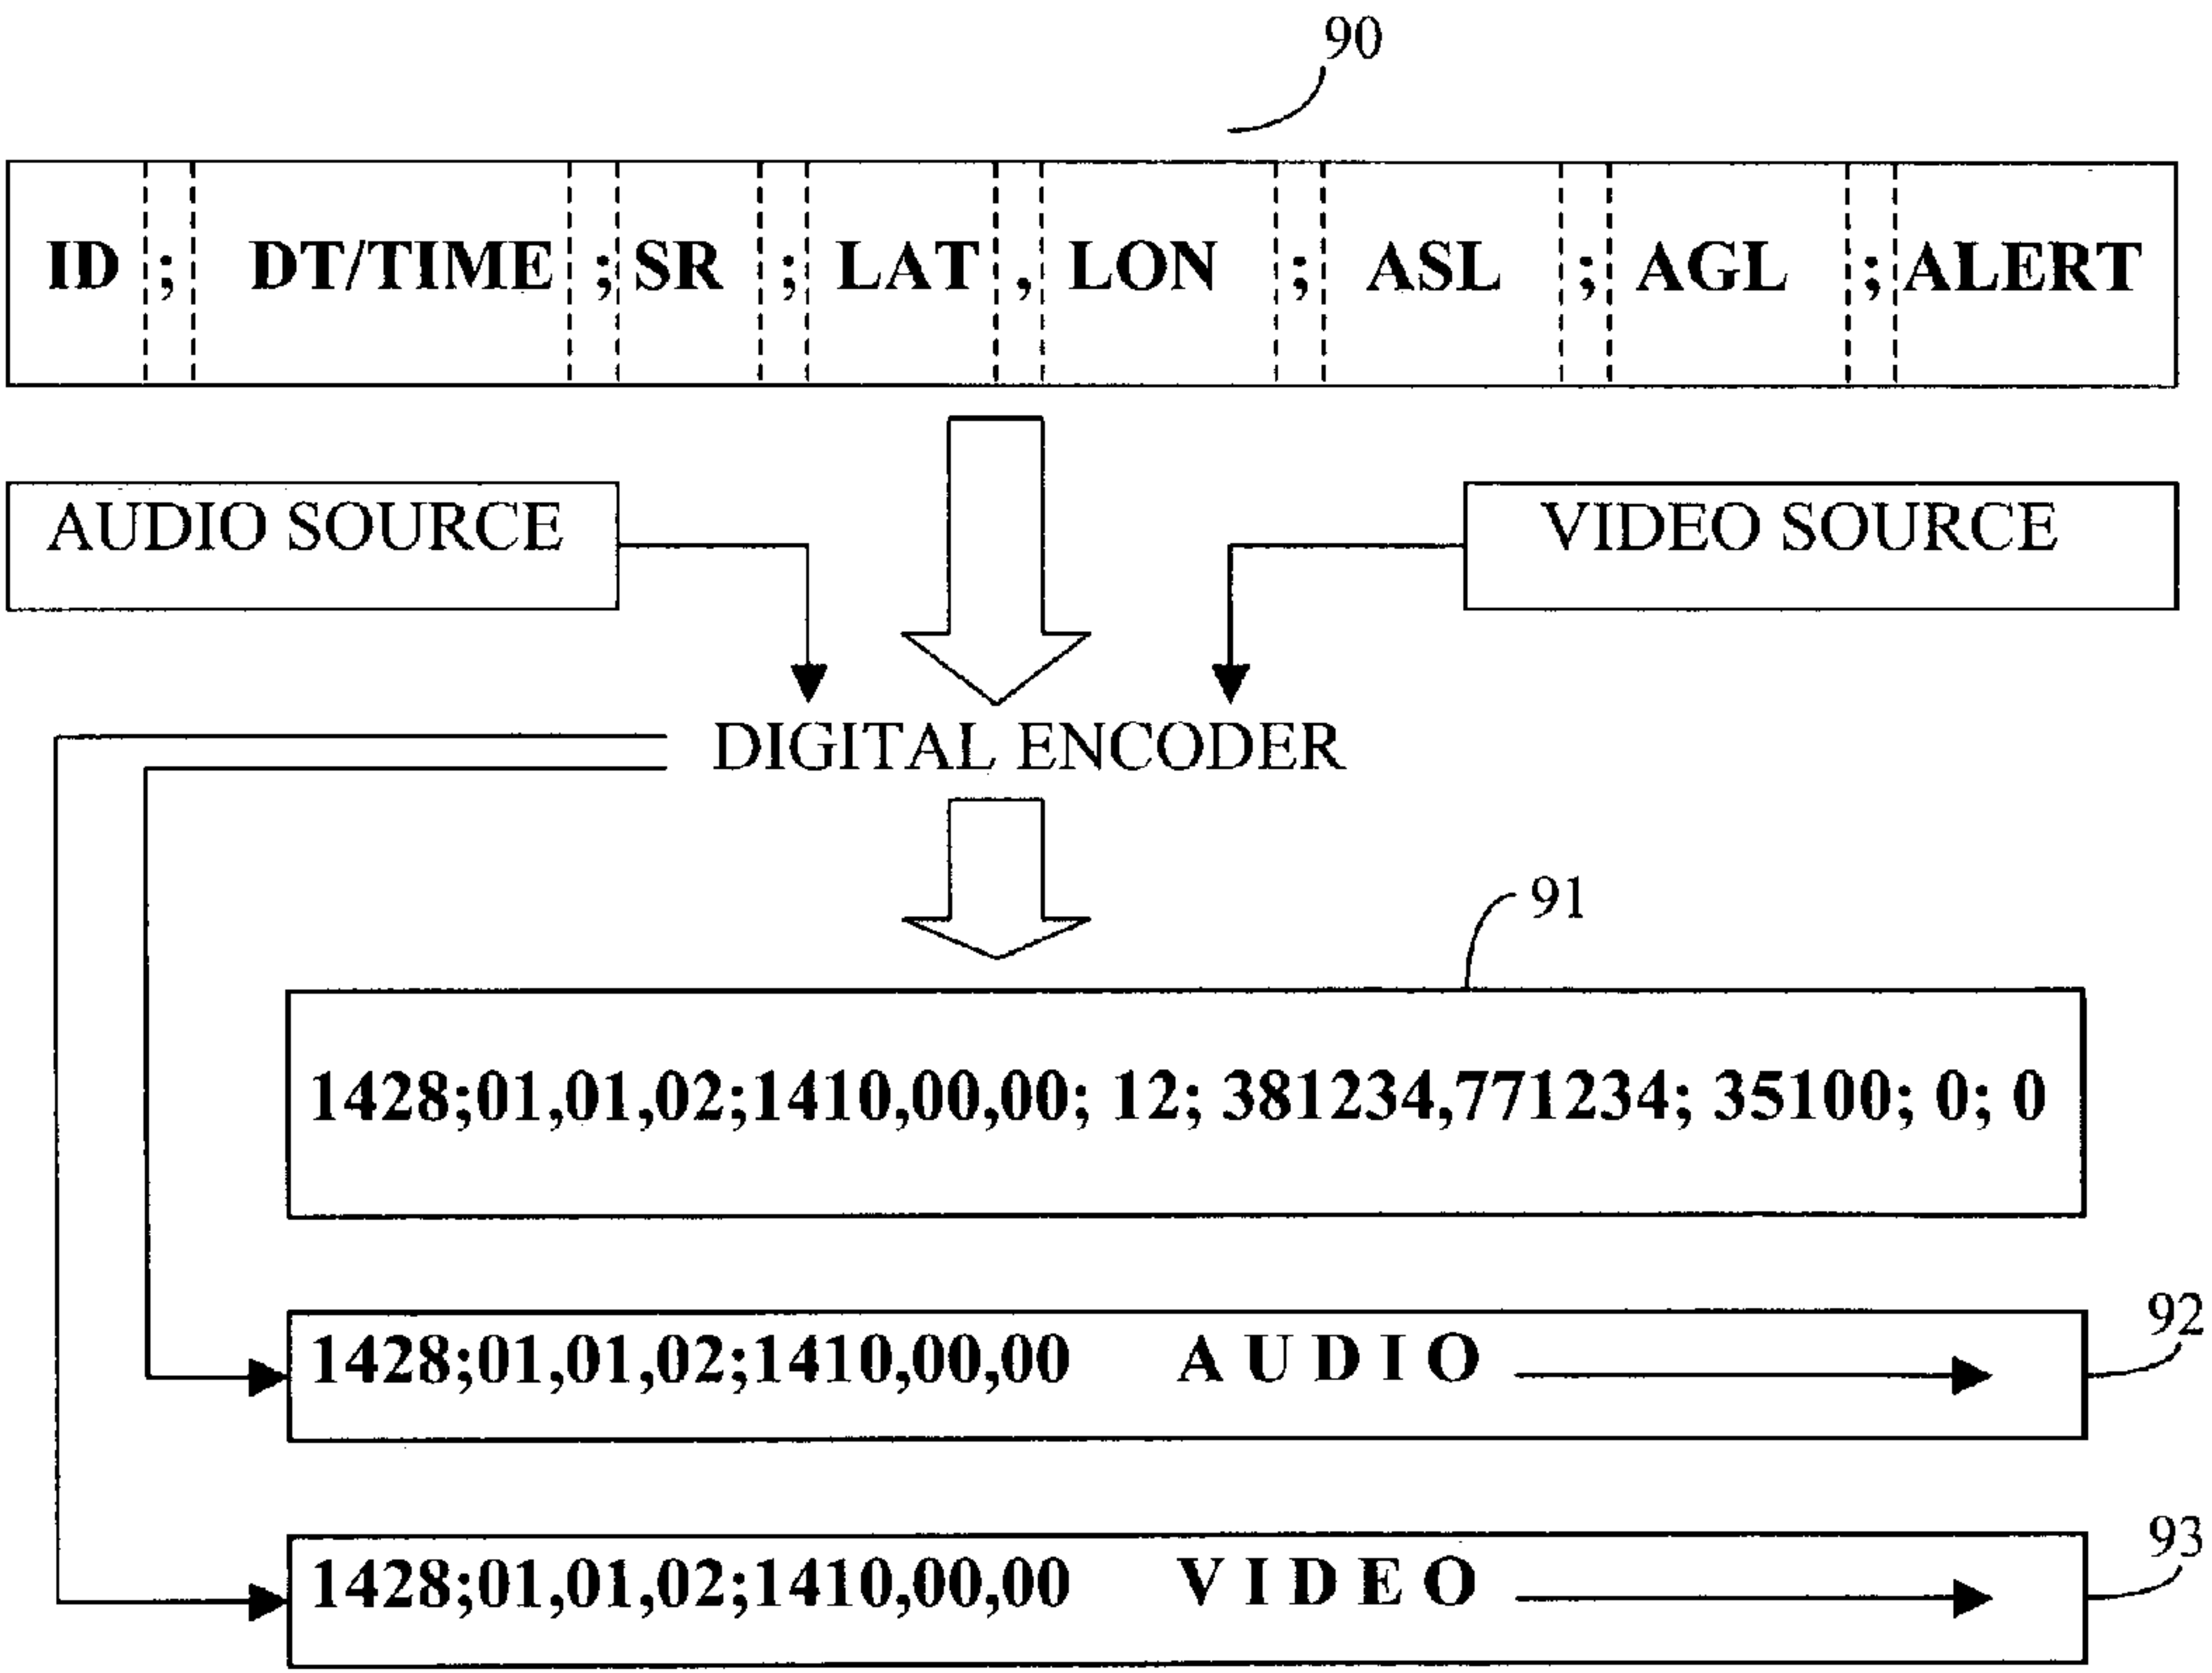 90
ID ; DT/TIME ; SR ; LAT , LON ; ASL ; AGL ; ALERT
AUDIO SOURCE
VIDEO SOURCE
DIGITAL ENCODER
91
1428;01,01,02;1410,00,00; 12; 381234,771234; 35100; 0; 0
92
1428;01,01,02;1410,00,00 A U D I O
93
1428;01,01,02;1410,00,00 V I D E O